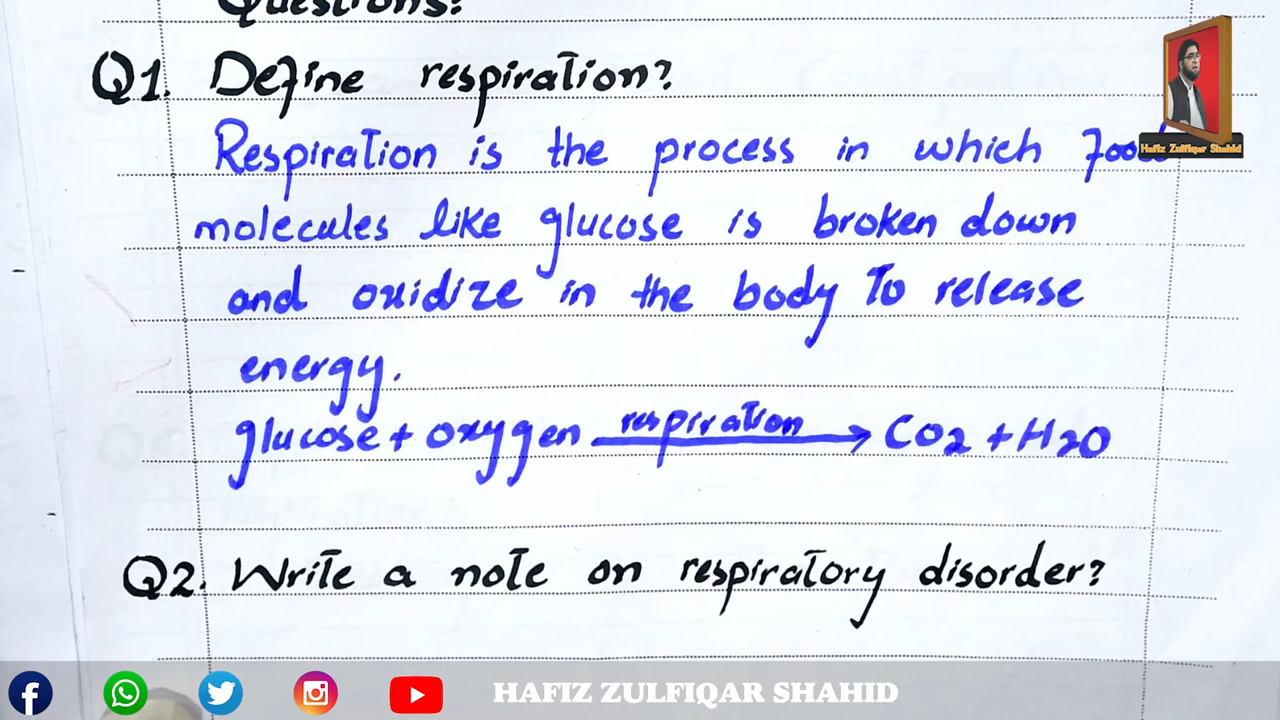 Questions:
Q1. Define respiration?
Respiration is the process in which food
molecules like glucose is broken down
and oxidize in the body to release
energy.
glucose + oxygen respiration → CO2 + H2O
Q2. Write a note on respiratory disorder?
Hafiz Zulfiqar Shahid
HAFIZ ZULFIQAR SHAHID